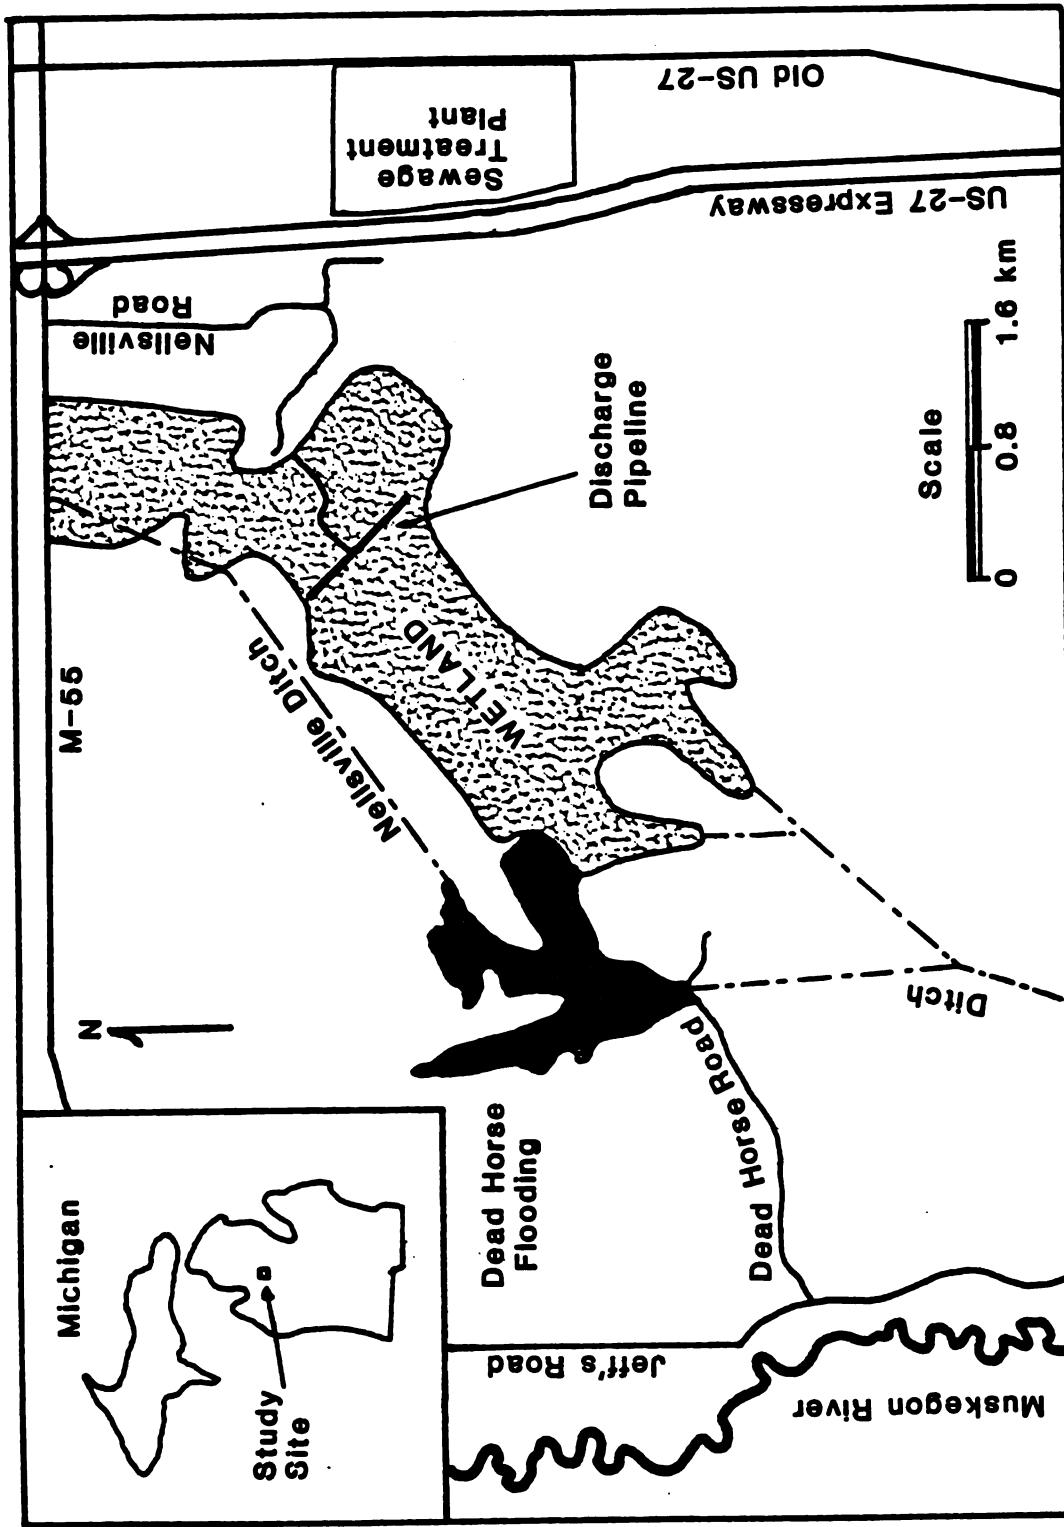 Michigan
Study
Site
N
M-55
Nellsville
Road
Nellsville Ditch
WETLAND
Sewage
Treatment
Plant
Old US-27
US-27 Expressway
Discharge
Pipeline
Dead Horse
Flooding
Dead Horse Road
Jeff's Road
Muskegon River
Ditch
Scale
0 0.8 1.6 km